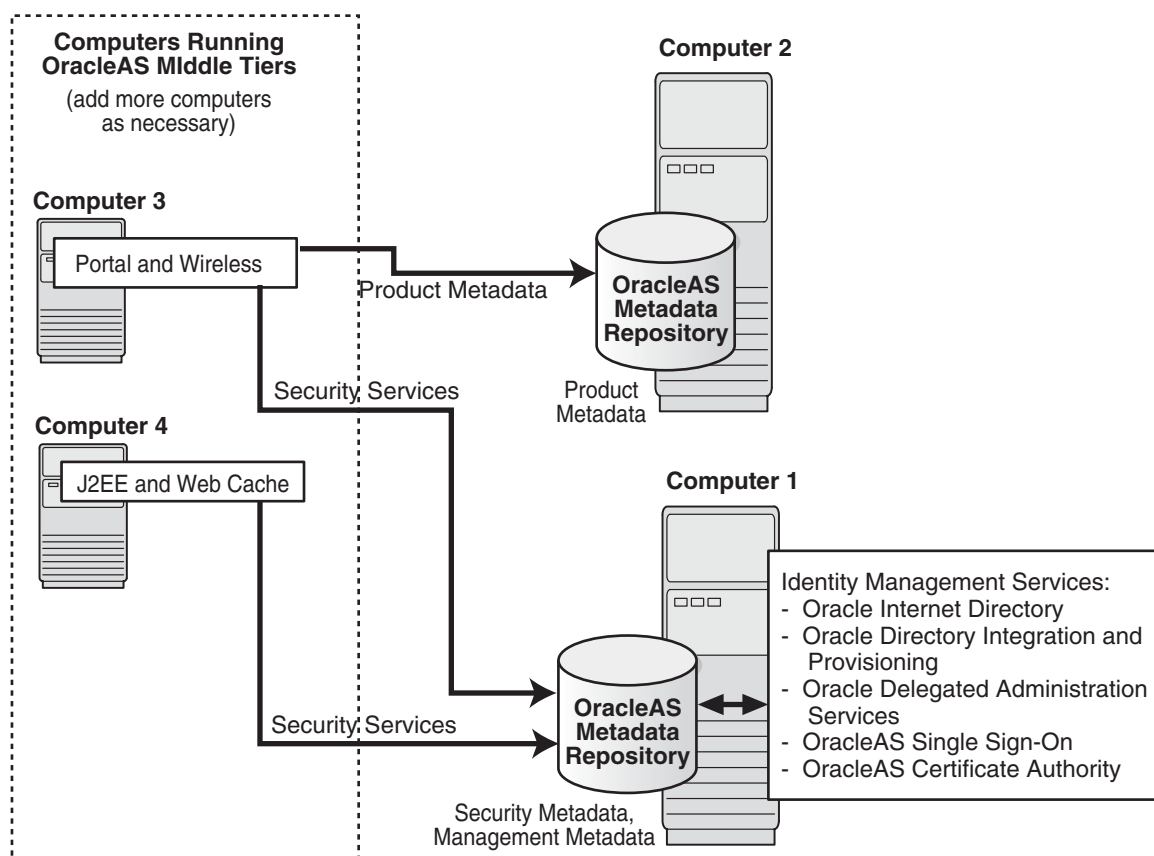 Computers Running
OracleAS MIddle Tiers
(add more computers
as necessary)
Computer 2
Computer 3
Portal and Wireless
Product Metadata
OracleAS
Metadata
Repository
Product
Metadata
Security Services
Computer 4
J2EE and Web Cache
Computer 1
Identity Management Services:
- Oracle Internet Directory
- Oracle Directory Integration and
Provisioning
- Oracle Delegated Administration
Services
- OracleAS Single Sign-On
- OracleAS Certificate Authority
Security Services
OracleAS
Metadata
Repository
Security Metadata,
Management Metadata